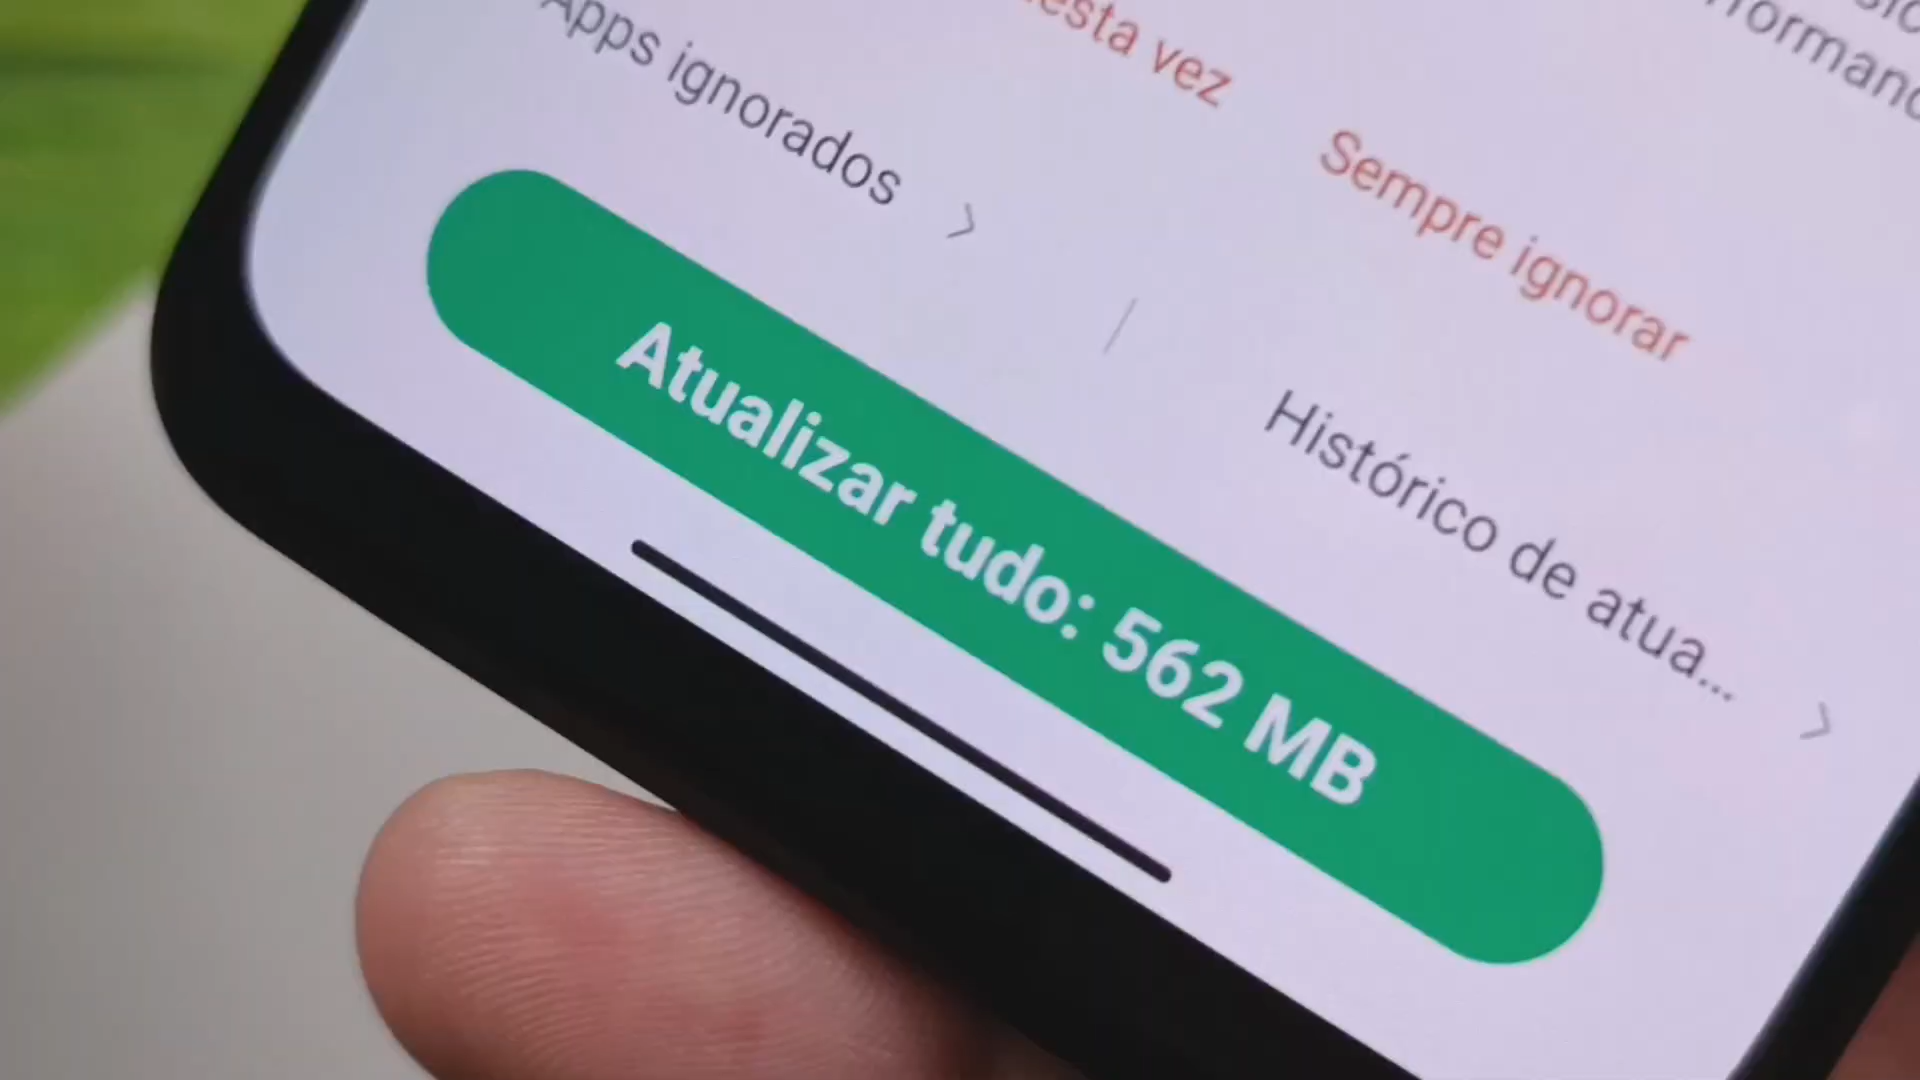 esta vez
Sempre ignorar
Apps ignorados
Histórico de atua...
Atualizar tudo: 562 MB